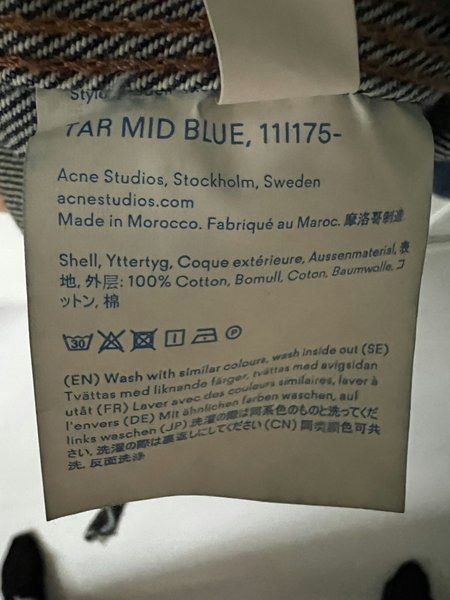 TAR MID BLUE, 11I175-
Acne Studios, Stockholm, Sweden
acnestudios.com
Made in Morocco. Fabriqué au Maroc. 摩洛哥制造
Shell, Yttertyg, Coque extérieure, Aussenmaterial, 表
地, 外层: 100% Cotton, Bomull, Coton, Baumwolle, コ
ットン, 棉
30 P
(EN) Wash with similar colours, wash inside out (SE)
Tvättas med liknande färger, tvättas med avigsidan
utåt (FR) Laver avec des couleurs similaires, laver à
l'envers (DE) Mit ähnlichen farben waschen, auf
links waschen (JP) 洗濯の際は同系色のものと洗ってくだ
さい, 洗濯の際は裏返しにしてください (CN) 同类颜色可共
洗, 反面洗涤